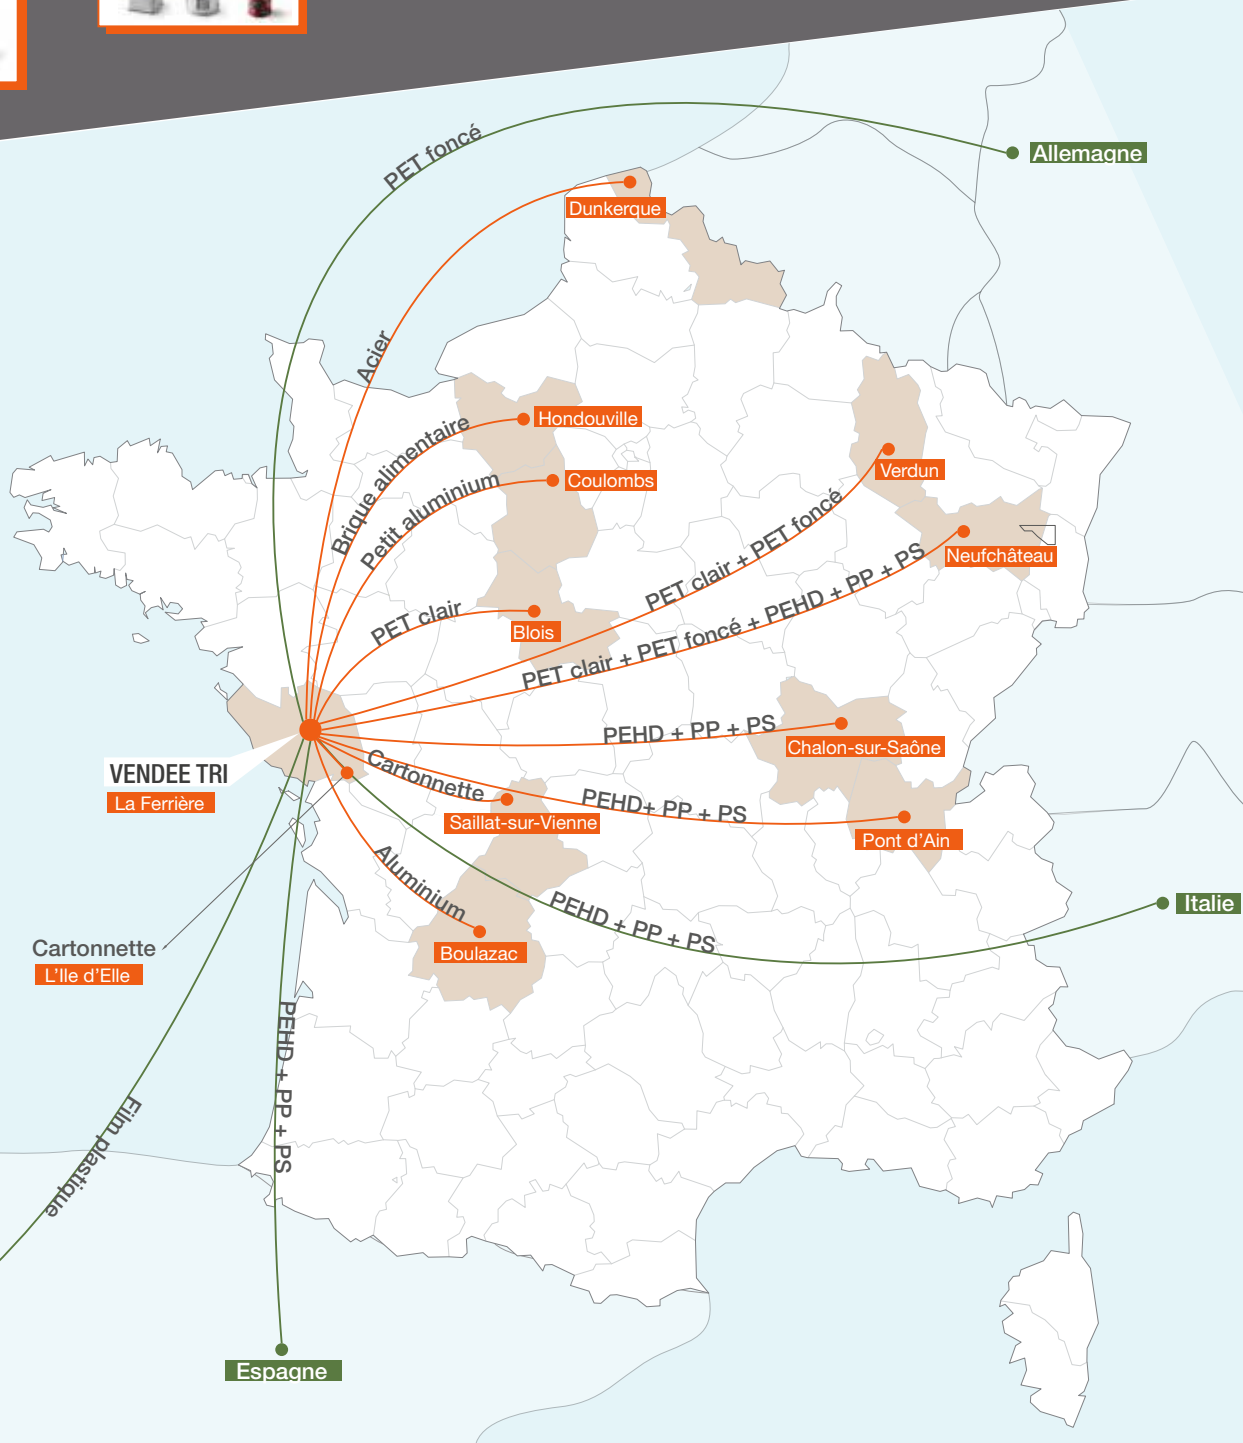 PET foncé
Allemagne
Dunkerque
Acier
Brique alimentaire
Hondouville
Petit aluminium
Coulombs
PET clair + PET foncé
Verdun
PET clair + PET foncé + PEHD + PP + PS
Neufchâteau
PET clair
Blois
PEHD + PP + PS
Chalon-sur-Saône
VENDEE TRI
La Ferrière
Cartonnette
Saillat-sur-Vienne
PEHD+ PP + PS
Pont d'Ain
Aluminium
Boulazac
PEHD + PP + PS
Italie
Cartonnette
L'Ile d'Elle
PEHD + PP + PS
Film plastique
Espagne